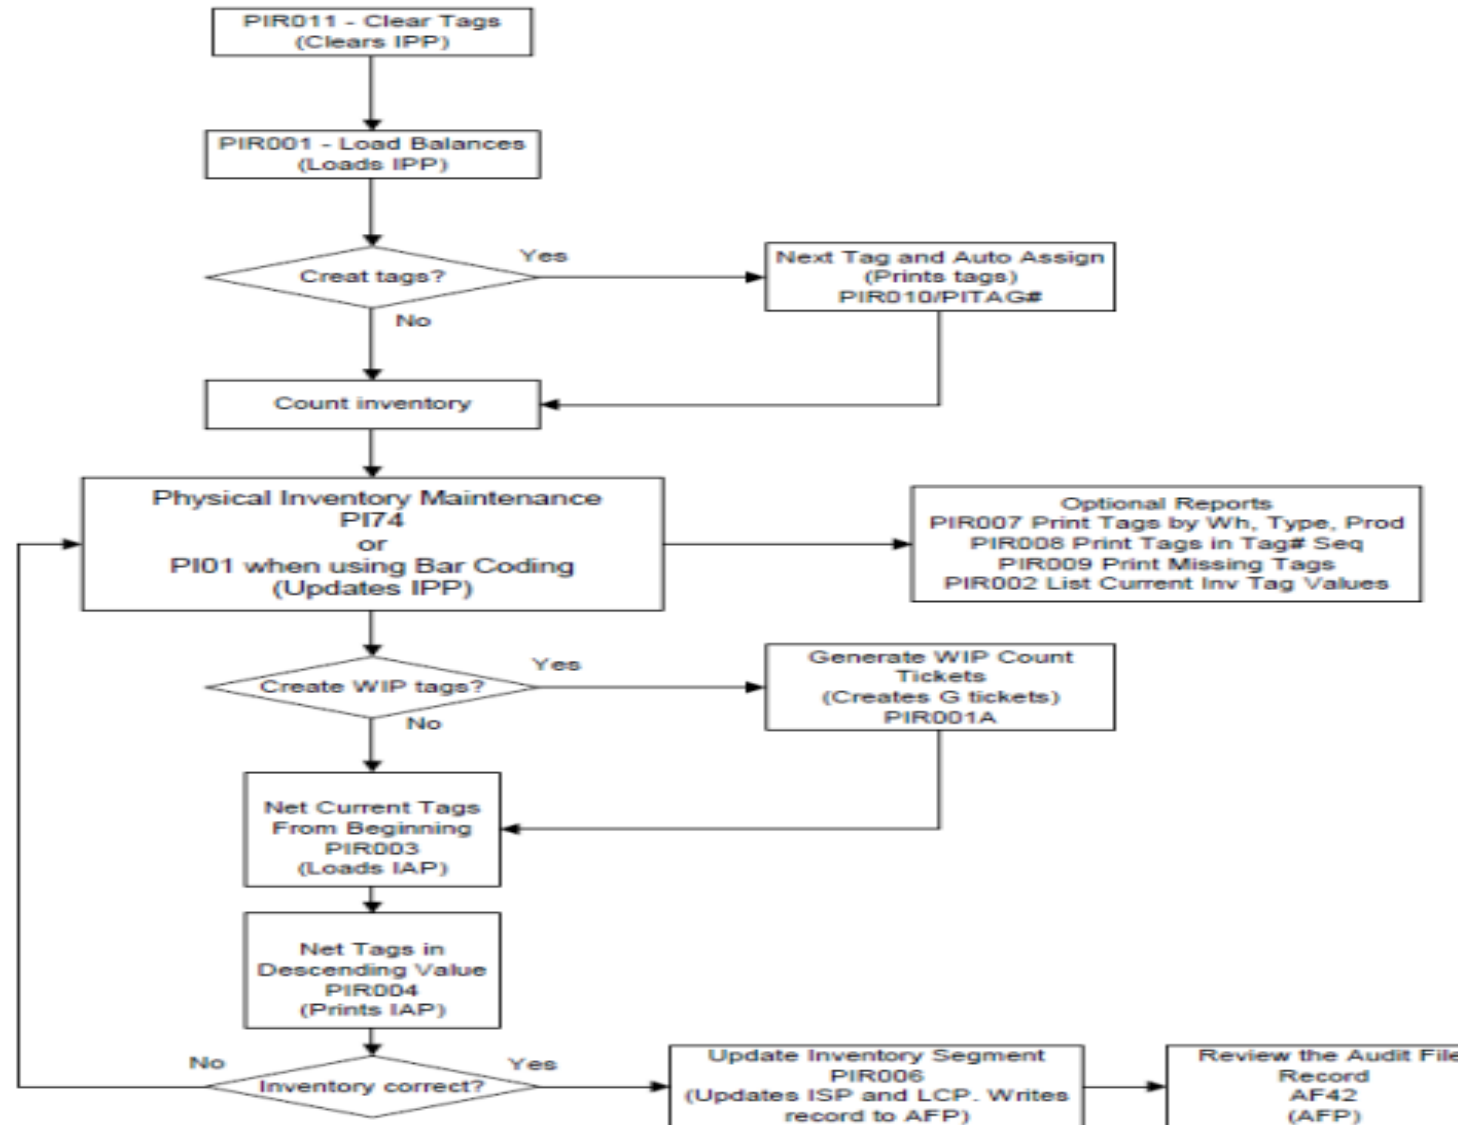 PIR011 - Clear Tags
(Clears IPP)
PIR001 - Load Balances
(Loads IPP)
Creat tags?
Yes
No
Next Tag and Auto Assign
(Prints tags)
PIR010/PITAG#
Count inventory
Physical Inventory Maintenance
PI74
or
PI01 when using Bar Coding
(Updates IPP)
Optional Reports
PIR007 Print Tags by Wh, Type, Prod
PIR008 Print Tags in Tag# Seq
PIR009 Print Missing Tags
PIR002 List Current Inv Tag Values
Create WIP tags?
Yes
No
Generate WIP Count
Tickets
(Creates G tickets)
PIR001A
Net Current Tags
From Beginning
PIR003
(Loads IAP)
Net Tags in
Descending Value
PIR004
(Prints IAP)
No
Inventory correct?
Yes
Update Inventory Segment
PIR006
(Updates ISP and LCP. Writes
record to AFP)
Review the Audit File
Record
AF42
(AFP)